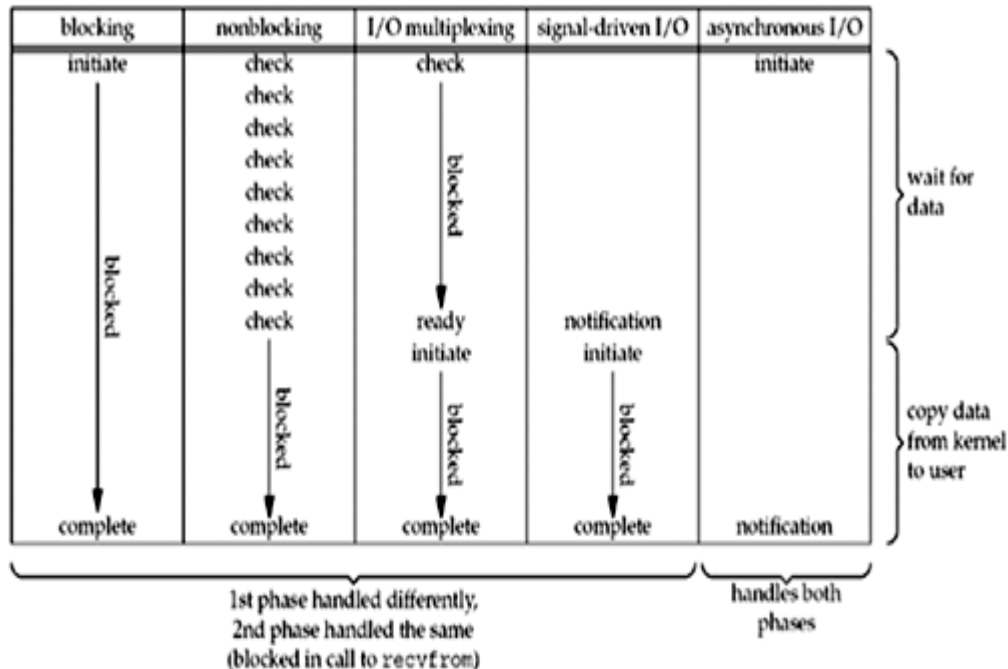 blocking nonblocking I/O multiplexing signal-driven I/O asynchronous I/O
initiate check check initiate
check
check
check
check
check
check
check
check ready notification
initiate initiate
blocked
blocked
blocked
blocked
blocked
complete complete complete complete notification
wait for
data
copy data
from kernel
to user
1st phase handled differently,
2nd phase handled the same
(blocked in call to recvfrom)
handles both
phases